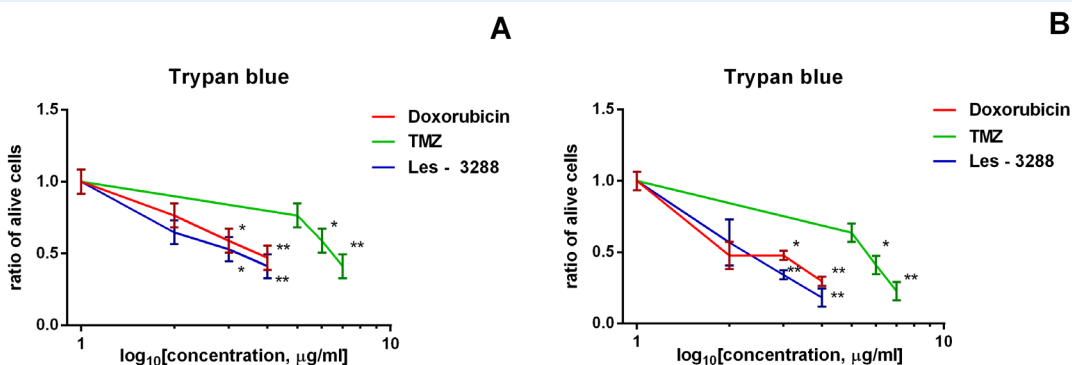 A
Trypan blue
1.5
1.0
0.5
0.0
ratio of alive cells
1
10
log10[concentration, μg/ml]
Doxorubicin
TMZ
Les - 3288
*
**
*
**
*
**
B
Trypan blue
1.5
1.0
0.5
0.0
ratio of alive cells
1
10
log10[concentration, μg/ml]
Doxorubicin
TMZ
Les - 3288
*
**
**
**
*
**